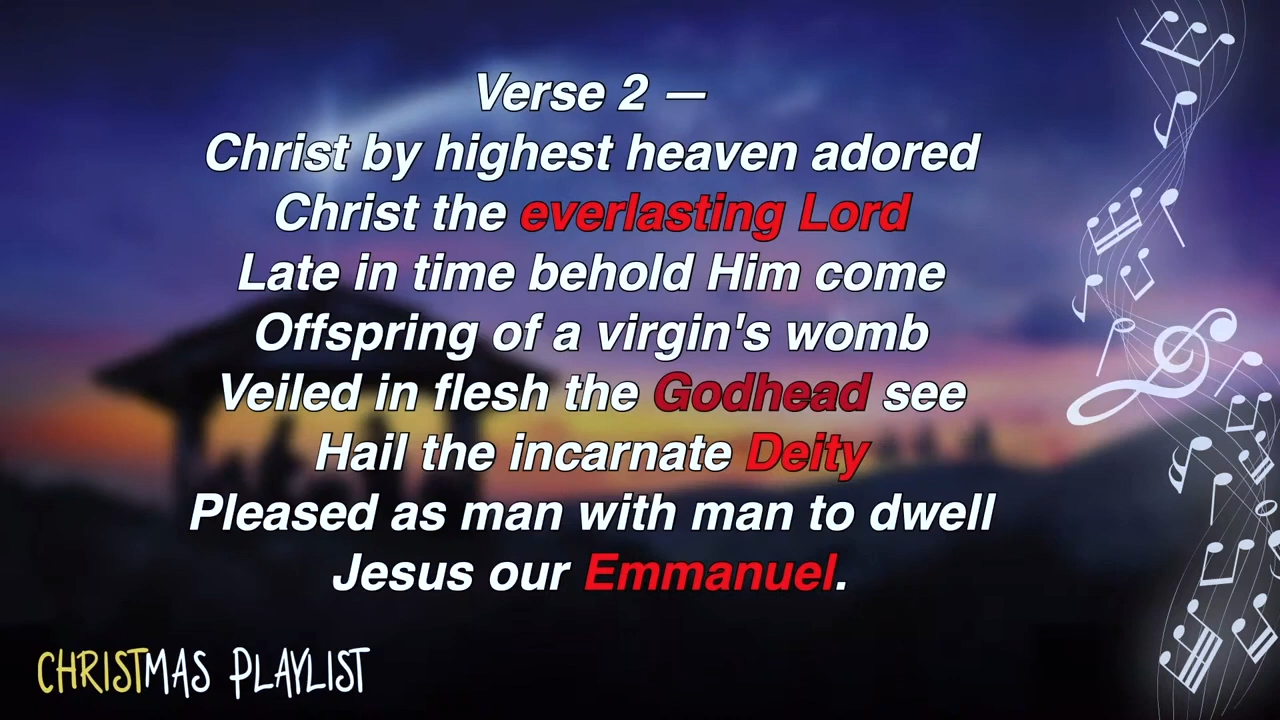 Verse 2 —
Christ by highest heaven adored
Christ the everlasting Lord
Late in time behold Him come
Offspring of a virgin's womb
Veiled in flesh the Godhead see
Hail the incarnate Deity
Pleased as man with man to dwell
Jesus our Emmanuel.
CHRISTMAS PLAYLIST